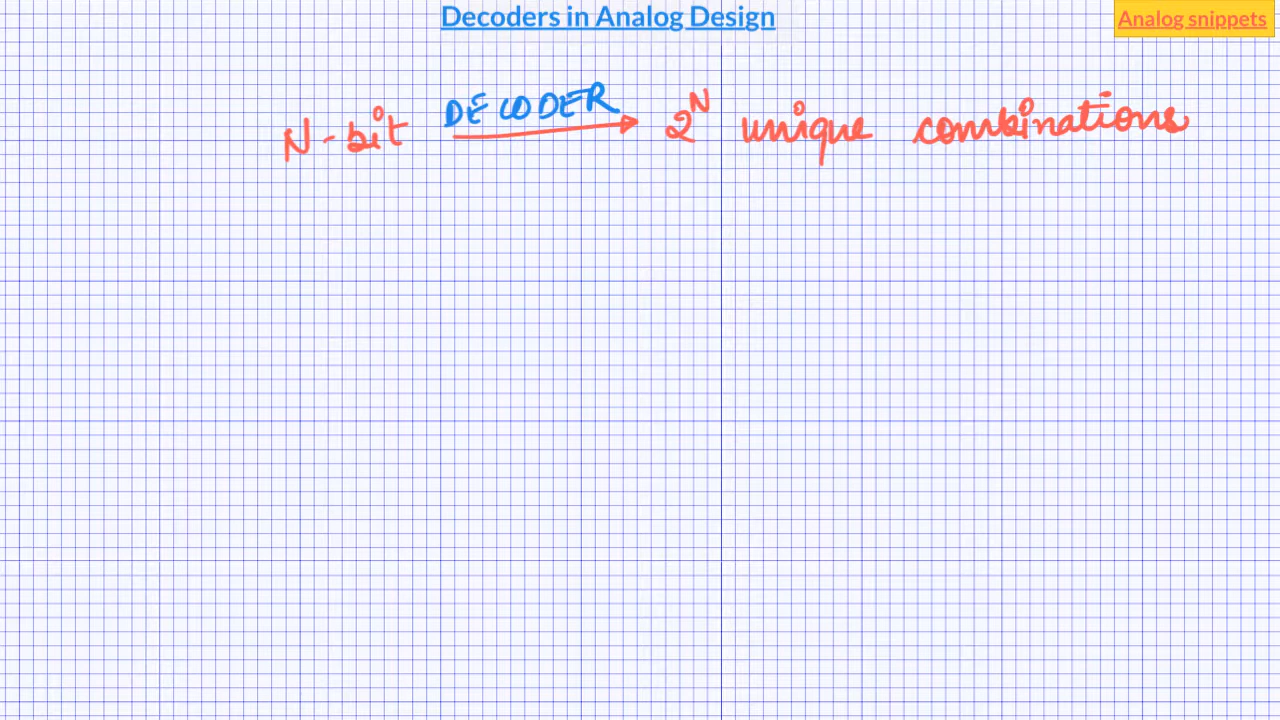 Decoders in Analog Design
Analog snippets
N-bit DECODER 2^N unique combinations